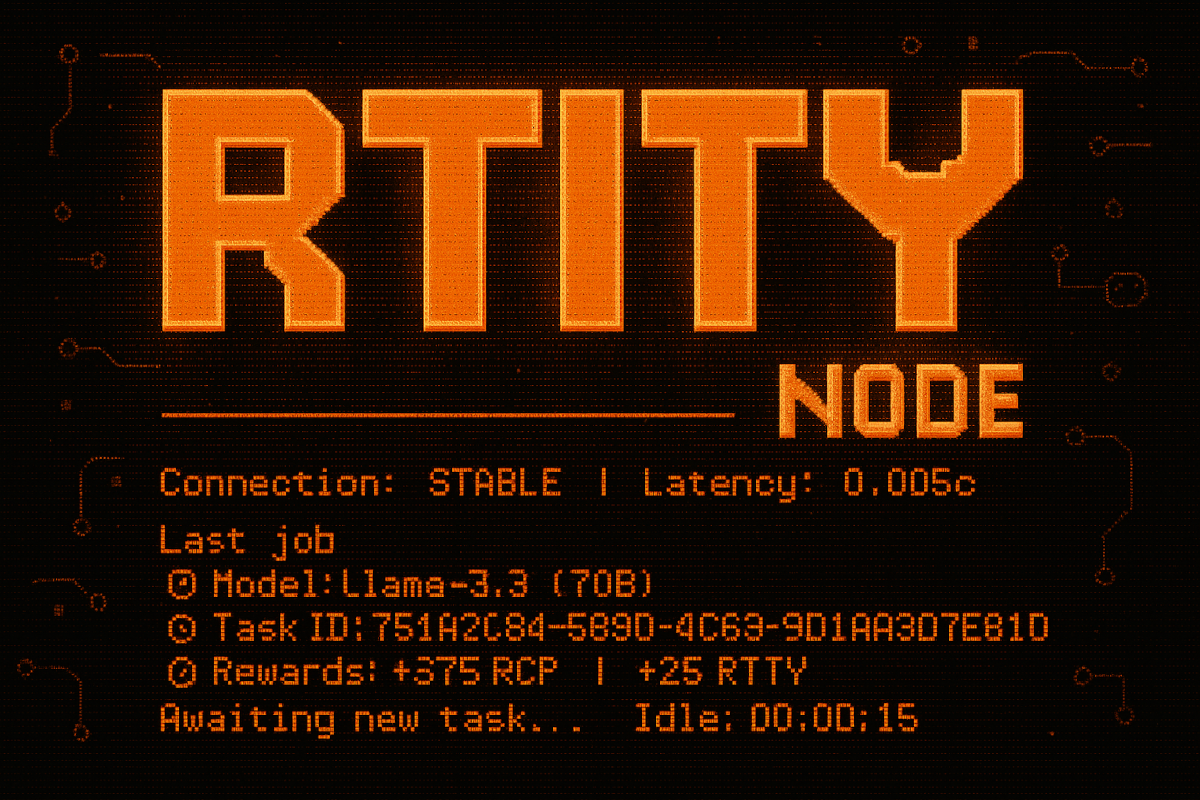 RTITY
NODE
Connection: STABLE | Latency: 0.005c
Last job
Model: Llama-3.3 (70B)
Task ID: 751A2C84-589D-4C63-9D1AA3D7E81D
Rewards: +375 RCP | +25 RTTY
Awaiting new task... Idle: 00:00:15